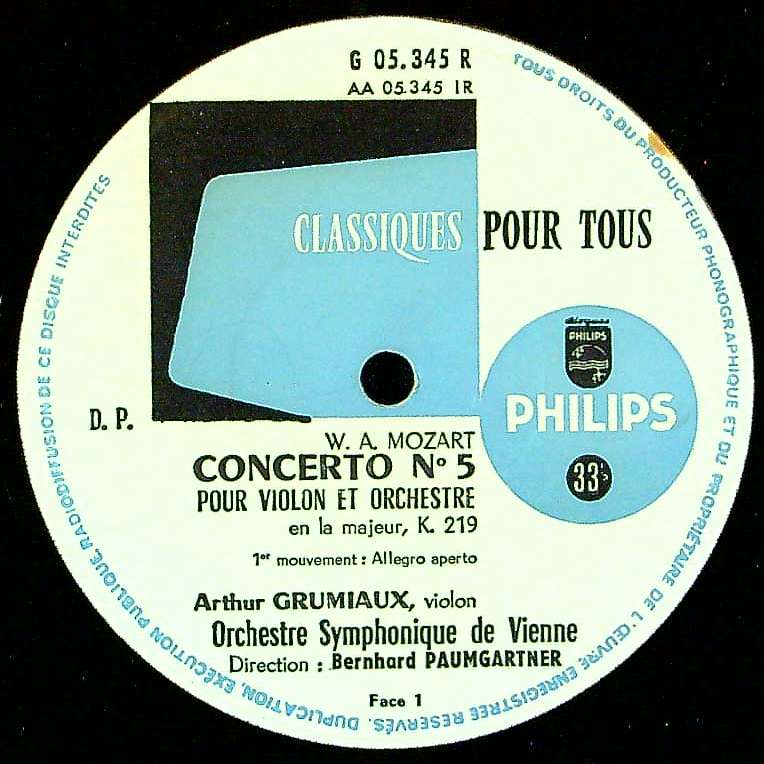 G 05.345 R
AA 05.345 1R
CLASSIQUES POUR TOUS
Disques
PHILIPS
PHILIPS
33⅓
D. P.
W. A. MOZART
CONCERTO Nº 5
POUR VIOLON ET ORCHESTRE
en la majeur, K. 219
1er mouvement : Allegro aperto
Arthur GRUMIAUX, violon
Orchestre Symphonique de Vienne
Direction : Bernhard PAUMGARTNER
Face 1
TOUS DROITS DU PRODUCTEUR PHONOGRAPHIQUE ET DU PROPRIÉTAIRE DE L'ŒUVRE ENREGISTRÉE RÉSERVÉS. DUPLICATION, EXÉCUTION PUBLIQUE, RADIODIFFUSION DE CE DISQUE INTERDITES